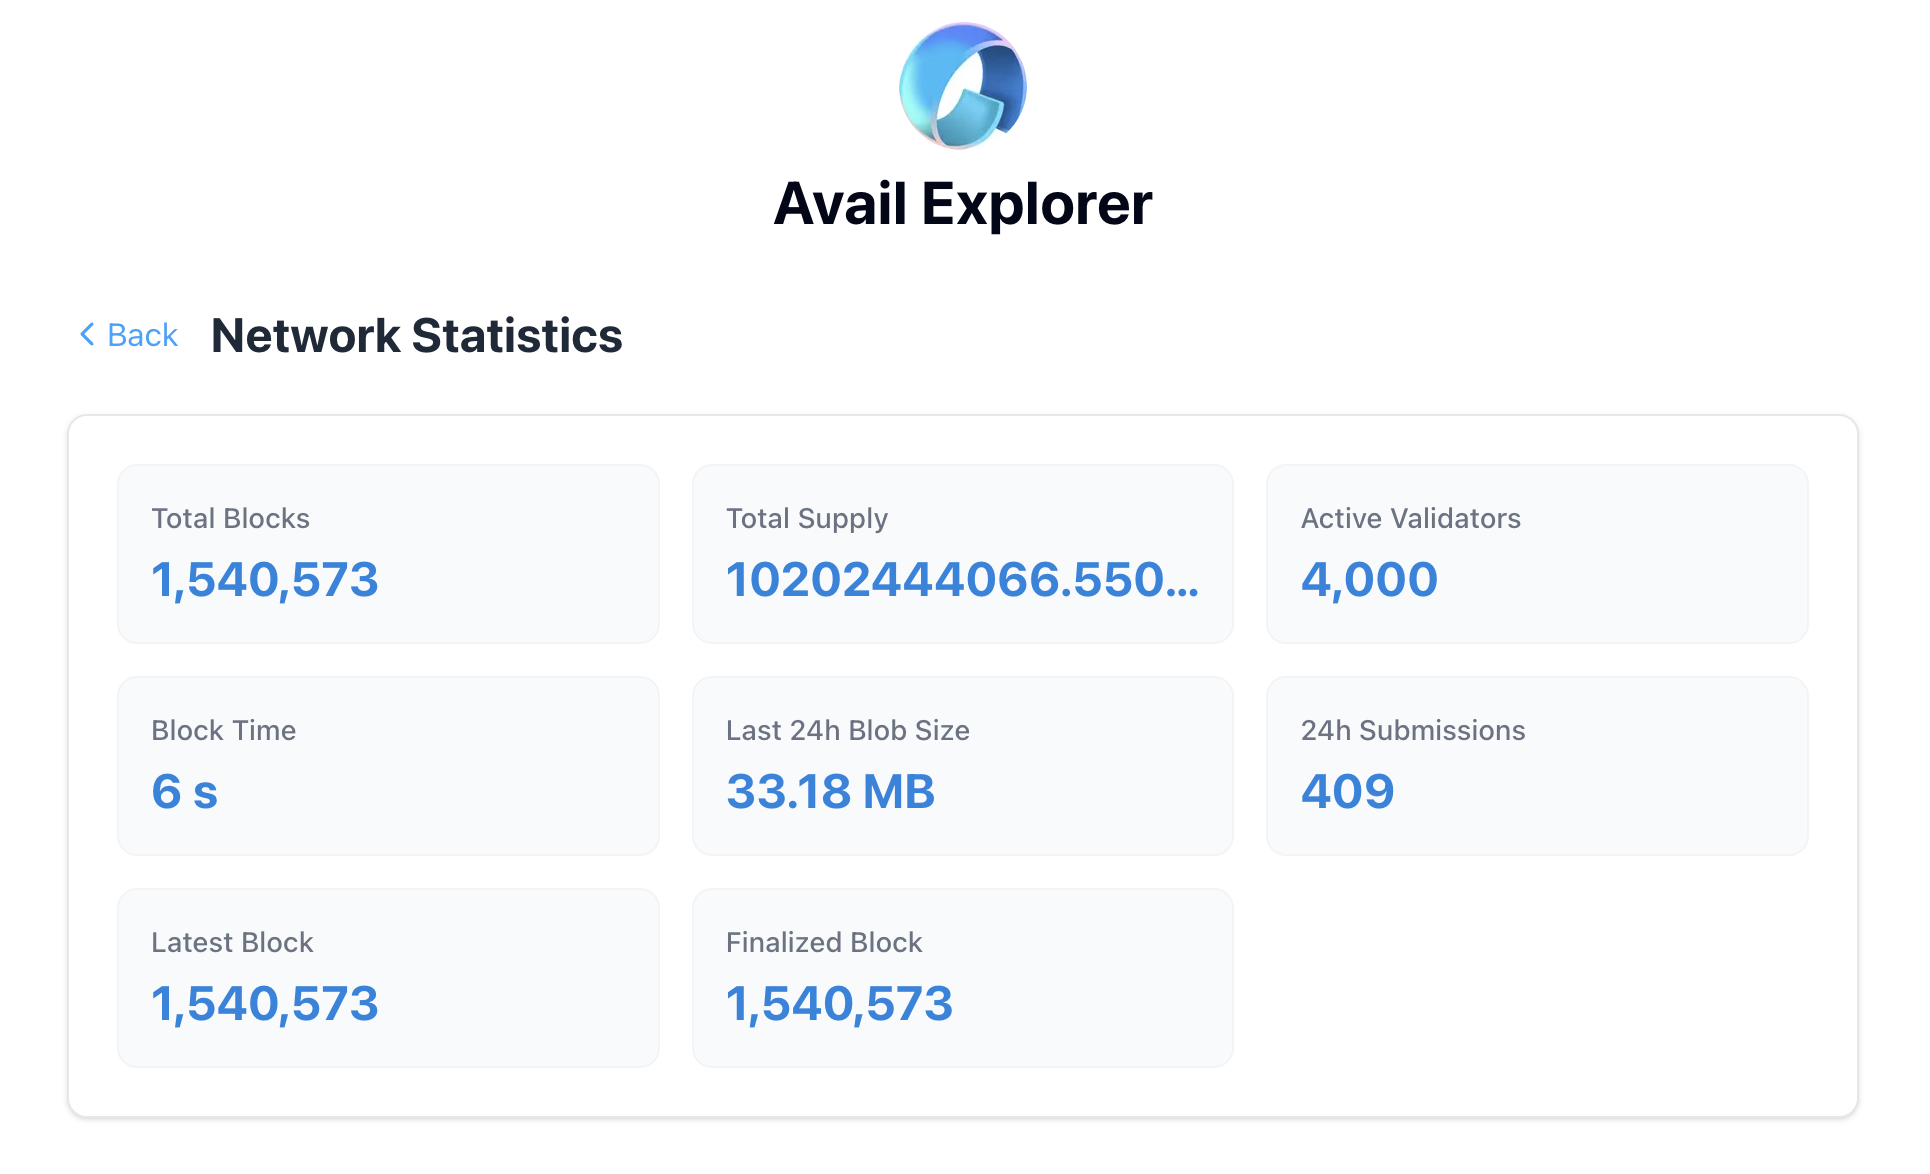 Avail Explorer
Back Network Statistics
Total Blocks
1,540,573
Total Supply
10202444066.550...
Active Validators
4,000
Block Time
6 s
Last 24h Blob Size
33.18 MB
24h Submissions
409
Latest Block
1,540,573
Finalized Block
1,540,573